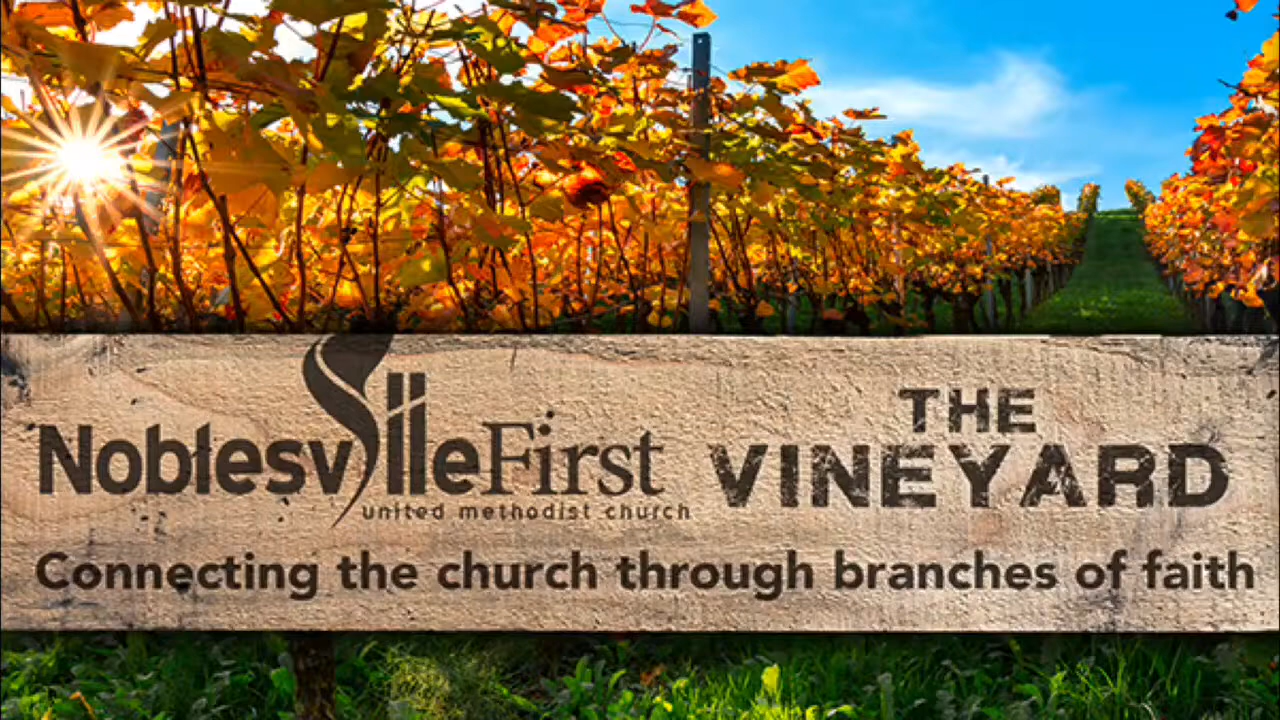 NoblesvilleFirst
united methodist church
THE
VINEYARD
Connecting the church through branches of faith